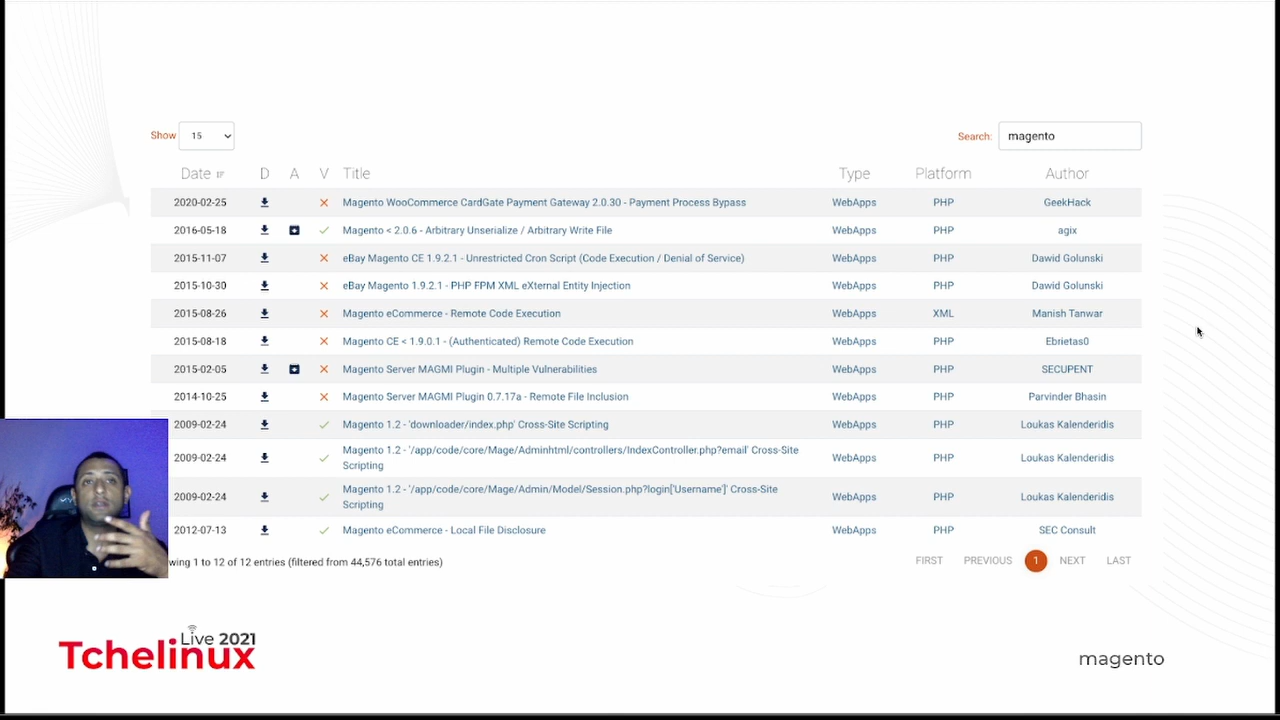 Show 15 Search: magento
Date D A V Title Type Platform Author
2020-02-25 Magento WooCommerce CardGate Payment Gateway 2.0.30 - Payment Process Bypass WebApps PHP GeekHack
2016-05-18 Magento < 2.0.6 - Arbitrary Unserialize / Arbitrary Write File WebApps PHP agix
2015-11-07 eBay Magento CE 1.9.2.1 - Unrestricted Cron Script (Code Execution / Denial of Service) WebApps PHP Dawid Golunski
2015-10-30 eBay Magento 1.9.2.1 - PHP FPM XML eXternal Entity Injection WebApps PHP Dawid Golunski
2015-08-26 Magento eCommerce - Remote Code Execution WebApps XML Manish Tanwar
2015-08-18 Magento CE < 1.9.0.1 - (Authenticated) Remote Code Execution WebApps PHP Ebrietas0
2015-02-05 Magento Server MAGMI Plugin - Multiple Vulnerabilities WebApps PHP SECUPENT
2014-10-25 Magento Server MAGMI Plugin 0.7.17a - Remote File Inclusion WebApps PHP Parvinder Bhasin
2009-02-24 Magento 1.2 - 'downloader/index.php' Cross-Site Scripting WebApps PHP Loukas Kalenderidis
2009-02-24 Magento 1.2 - '/app/code/core/Mage/Adminhtml/controllers/IndexController.php?email' Cross-Site WebApps PHP Loukas Kalenderidis
Scripting
2009-02-24 Magento 1.2 - '/app/code/core/Mage/Admin/Model/Session.php?login['Username']' Cross-Site WebApps PHP Loukas Kalenderidis
Scripting
2012-07-13 Magento eCommerce - Local File Disclosure WebApps PHP SEC Consult
wing 1 to 12 of 12 entries (filtered from 44,576 total entries) FIRST PREVIOUS 1 NEXT LAST
Live 2021
Tchelinux
magento